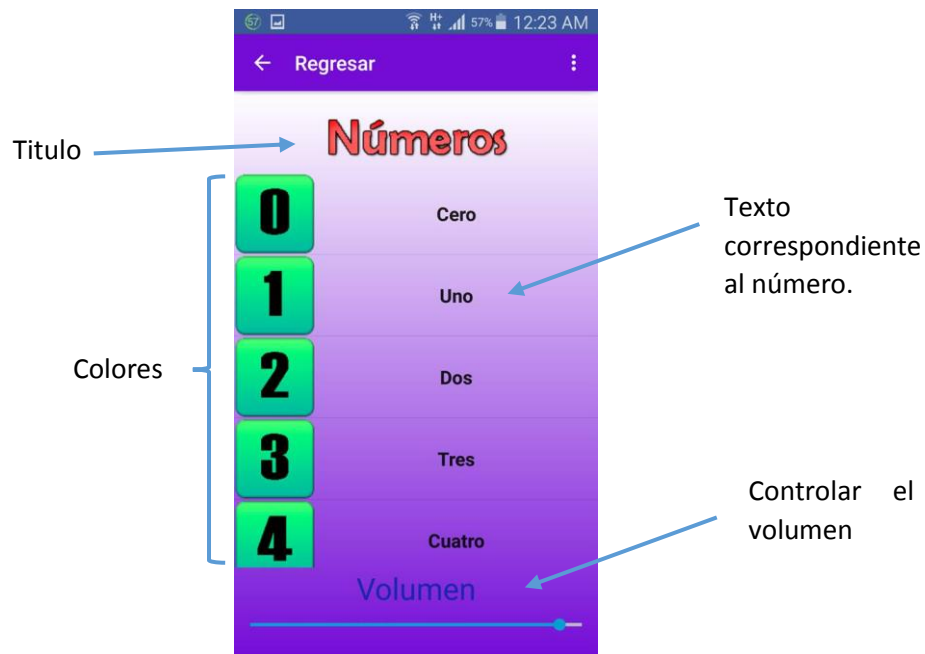 57 57% 12:23 AM
Regresar
Titulo
Números
0 Cero
Texto
correspondiente
al número.
1 Uno
Colores
2 Dos
3 Tres
Controlar el
volumen
4 Cuatro
Volumen